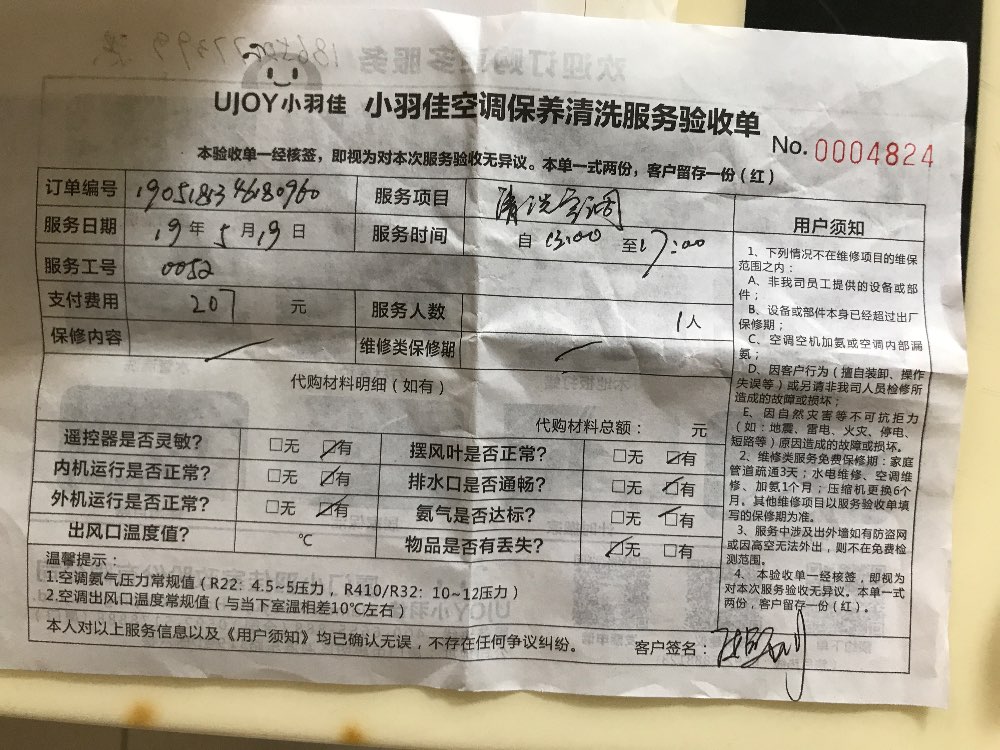 UJOY小羽佳 小羽佳空调保养清洗服务验收单
No. 0004824
本验收单一经核签，即视为对本次服务验收无异议。本单一式两份，客户留存一份（红）
订单编号 服务项目 清洗空调
服务日期 19年5月19日 服务时间 自13:00至17:00
服务工号 0052
支付费用 207 元 服务人数 1人
保修内容 维修类保修期
代购材料明细（如有）
代购材料总额： 元
遥控器是否灵敏？ □无 ☑有 摆风叶是否正常？ □无 ☑有
内机运行是否正常？ □无 ☑有 排水口是否通畅？ □无 ☑有
外机运行是否正常？ □无 ☑有 氨气是否达标？ □无 ☑有
出风口温度值？ ℃ 物品是否有丢失？ ☑无 □有
温馨提示：
1.空调氨气压力常规值（R22：4.5~5压力，R410/R32：10~12压力）
2.空调出风口温度常规值（与当下室温相差10℃左右）
本人对以上服务信息以及《用户须知》均已确认无误，不存在任何争议纠纷。 客户签名：
用户须知
1、下列情况不在维修项目的维保
范围之内：
A、非我司员工提供的设备或部
件；
B、设备或部件本身已经超过出厂
保修期；
C、空调空机加氨或空调内部漏
氨；
D、因客户行为（擅自装卸、操作
失误等）或另请非我司人员检修所
造成的故障或损坏；
E、因自然灾害等不可抗拒力
（如：地震、雷电、火灾、停电、
短路等）原因造成的故障或损坏。
2、维修类服务免费保修期：家庭
管道疏通3天；水电维修、空调维
修、加氨1个月；压缩机更换6个
月、其他维修项目以服务验收单填
写的保修期为准。
3、服务中涉及出外墙如有防盗网
或因高空无法外出，则不在免费检
测范围。
4、本验收单一经核签，即视为
对本次服务验收无异议。本单一式
两份，客户留存一份（红）。